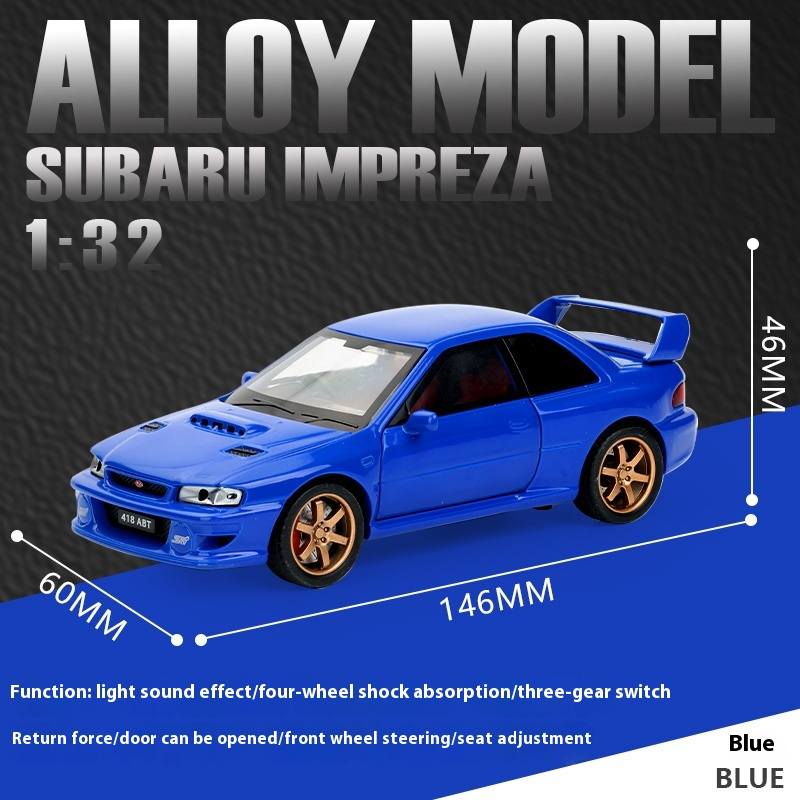 ALLOY MODEL
SUBARU IMPREZA
1:32
46MM
418 ABT
STI
60MM
146MM
Function: light sound effect/four-wheel shock absorption/three-gear switch
Return force/door can be opened/front wheel steering/seat adjustment
Blue
BLUE